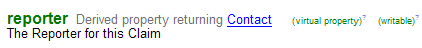 reporter Derived property returning Contact (virtual property)? (writable)?
The Reporter for this Claim